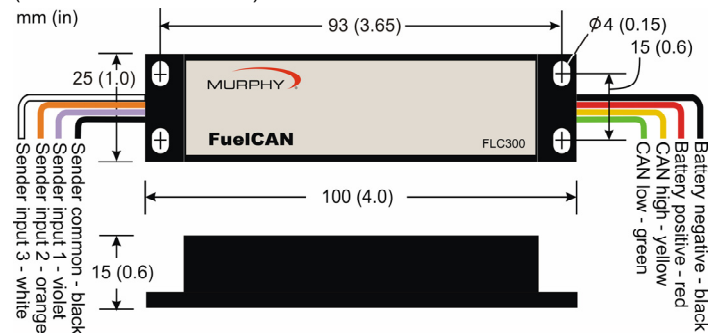 mm (in)
93 (3.65)
Ø4 (0.15)
15 (0.6)
25 (1.0)
MURPHY
FuelCAN
FLC300
Sender input 3 - white
Sender input 2 - orange
Sender input 1 - violet
Sender common - black
CAN low - green
CAN high - yellow
Battery positive - red
Battery negative - black
100 (4.0)
15 (0.6)